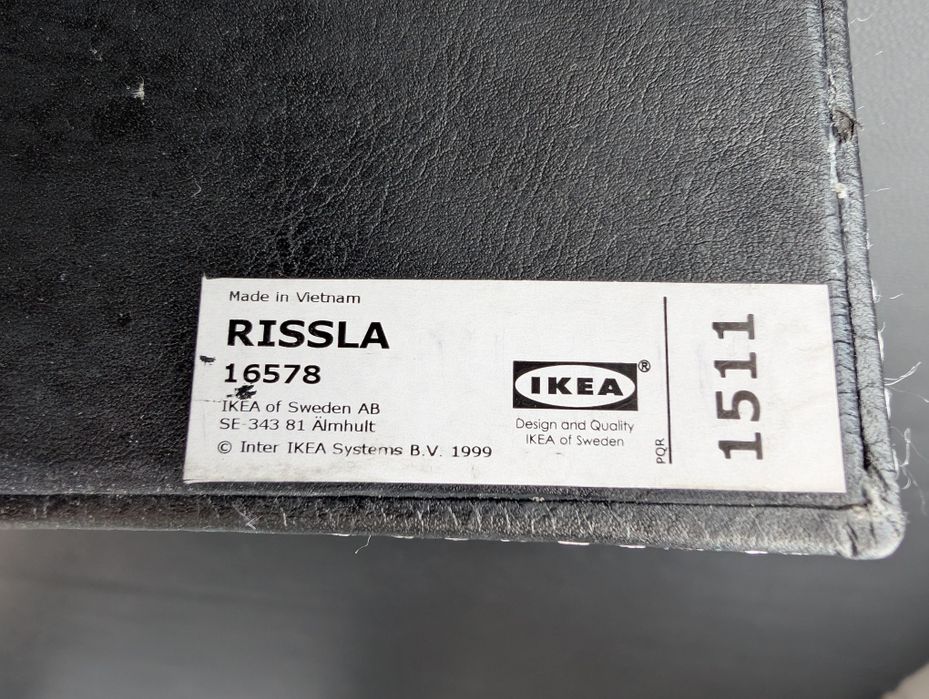 Made in Vietnam
RISSLA
16578
IKEA of Sweden AB
SE-343 81 Älmhult
© Inter IKEA Systems B.V. 1999
IKEA®
Design and Quality
IKEA of Sweden
PQR
1511